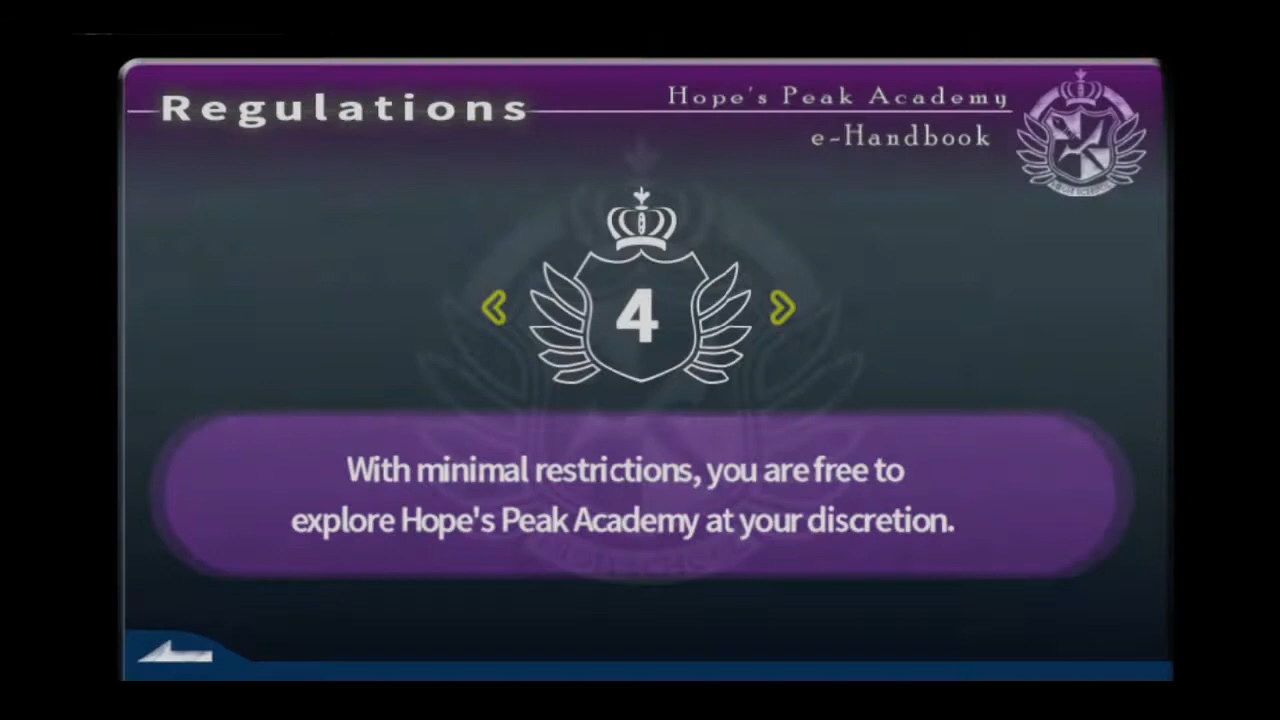 Regulations
Hope's Peak Academy
e-Handbook
4
With minimal restrictions, you are free to
explore Hope's Peak Academy at your discretion.